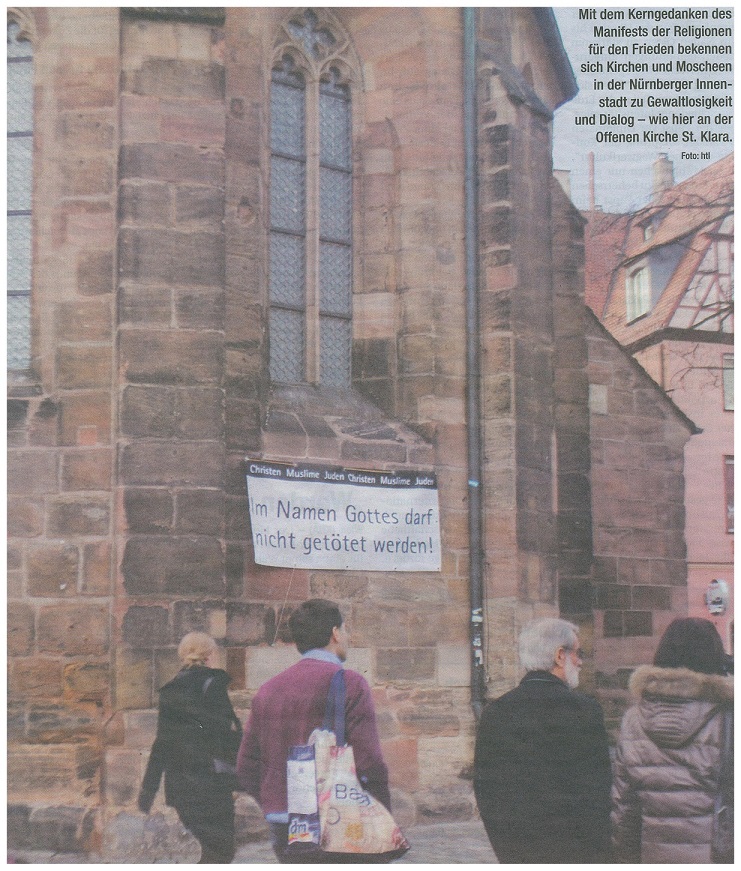 Mit dem Kerngedanken des
Manifests der Religionen
für den Frieden bekennen
sich Kirchen und Moscheen
in der Nürnberger Innen-
stadt zu Gewaltlosigkeit
und Dialog – wie hier an der
Offenen Kirche St. Klara.
Foto: htl
Christen Muslime Juden Christen Muslime Juden
Im Namen Gottes darf
nicht getötet werden!
dm